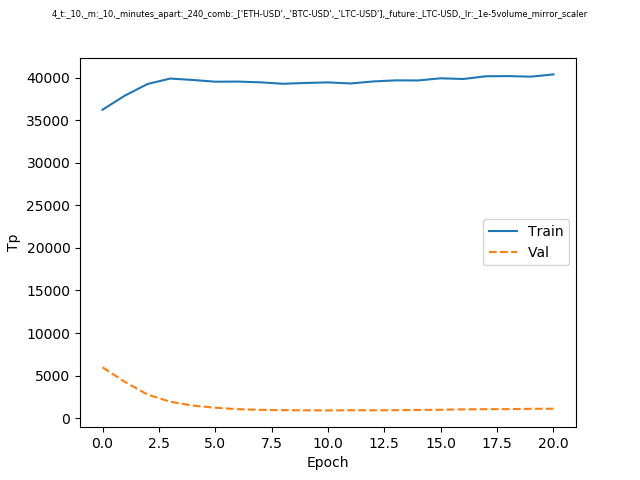 4_t:_10,_m:_10,_minutes_apart:_240_comb:_['ETH-USD',_'BTC-USD',_'LTC-USD'],_future:_LTC-USD,_lr:_1e-5volume_mirror_scaler
40000
35000
30000
25000
20000
15000
10000
5000
0
Tp
Train
Val
0.0 2.5 5.0 7.5 10.0 12.5 15.0 17.5 20.0
Epoch